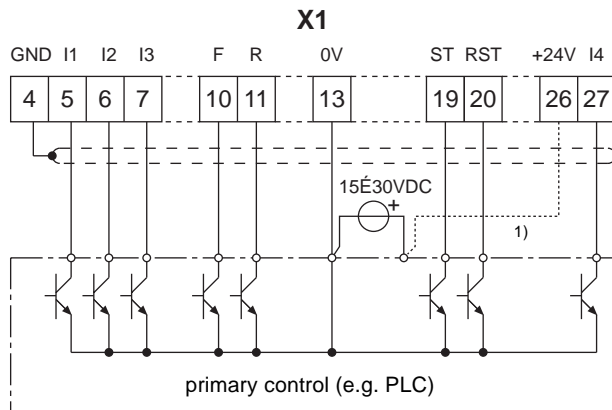 X1
GND I1 I2 I3 F R 0V ST RST +24V I4
4 5 6 7 10 11 13 19 20 26 27
15É30VDC
+
1)
primary control (e.g. PLC)